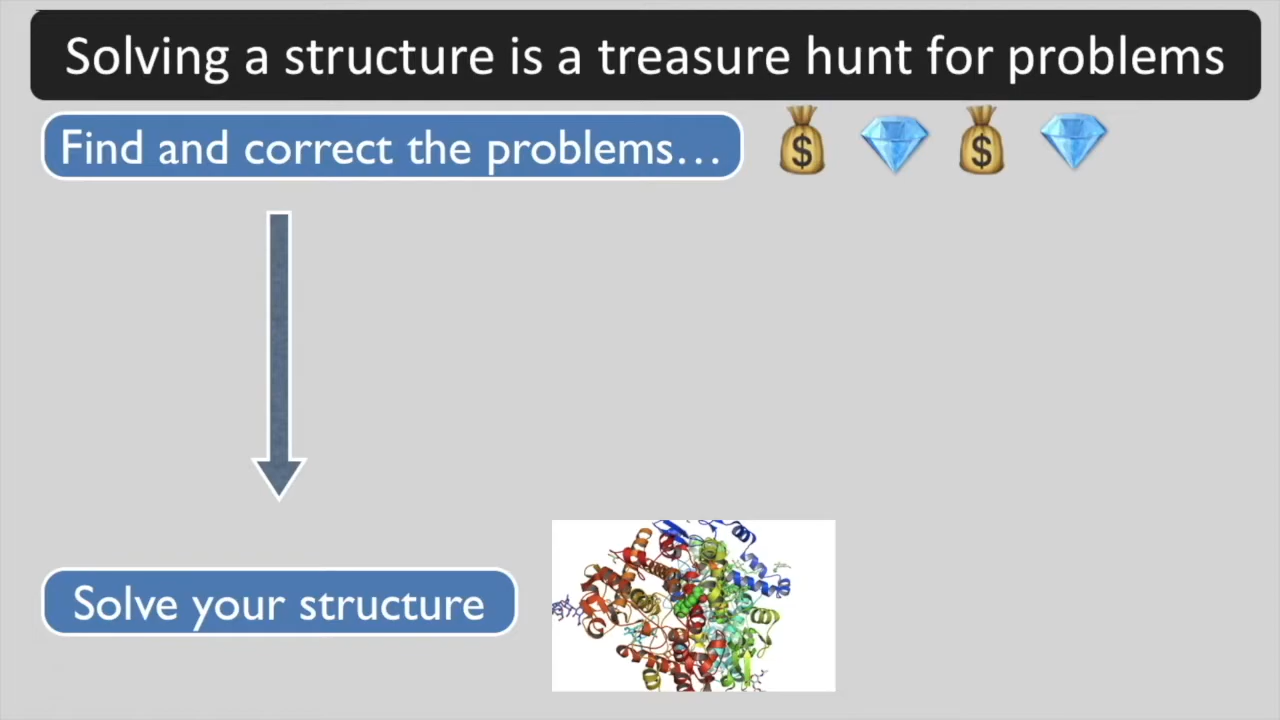 Solving a structure is a treasure hunt for problems
Find and correct the problems…
Solve your structure